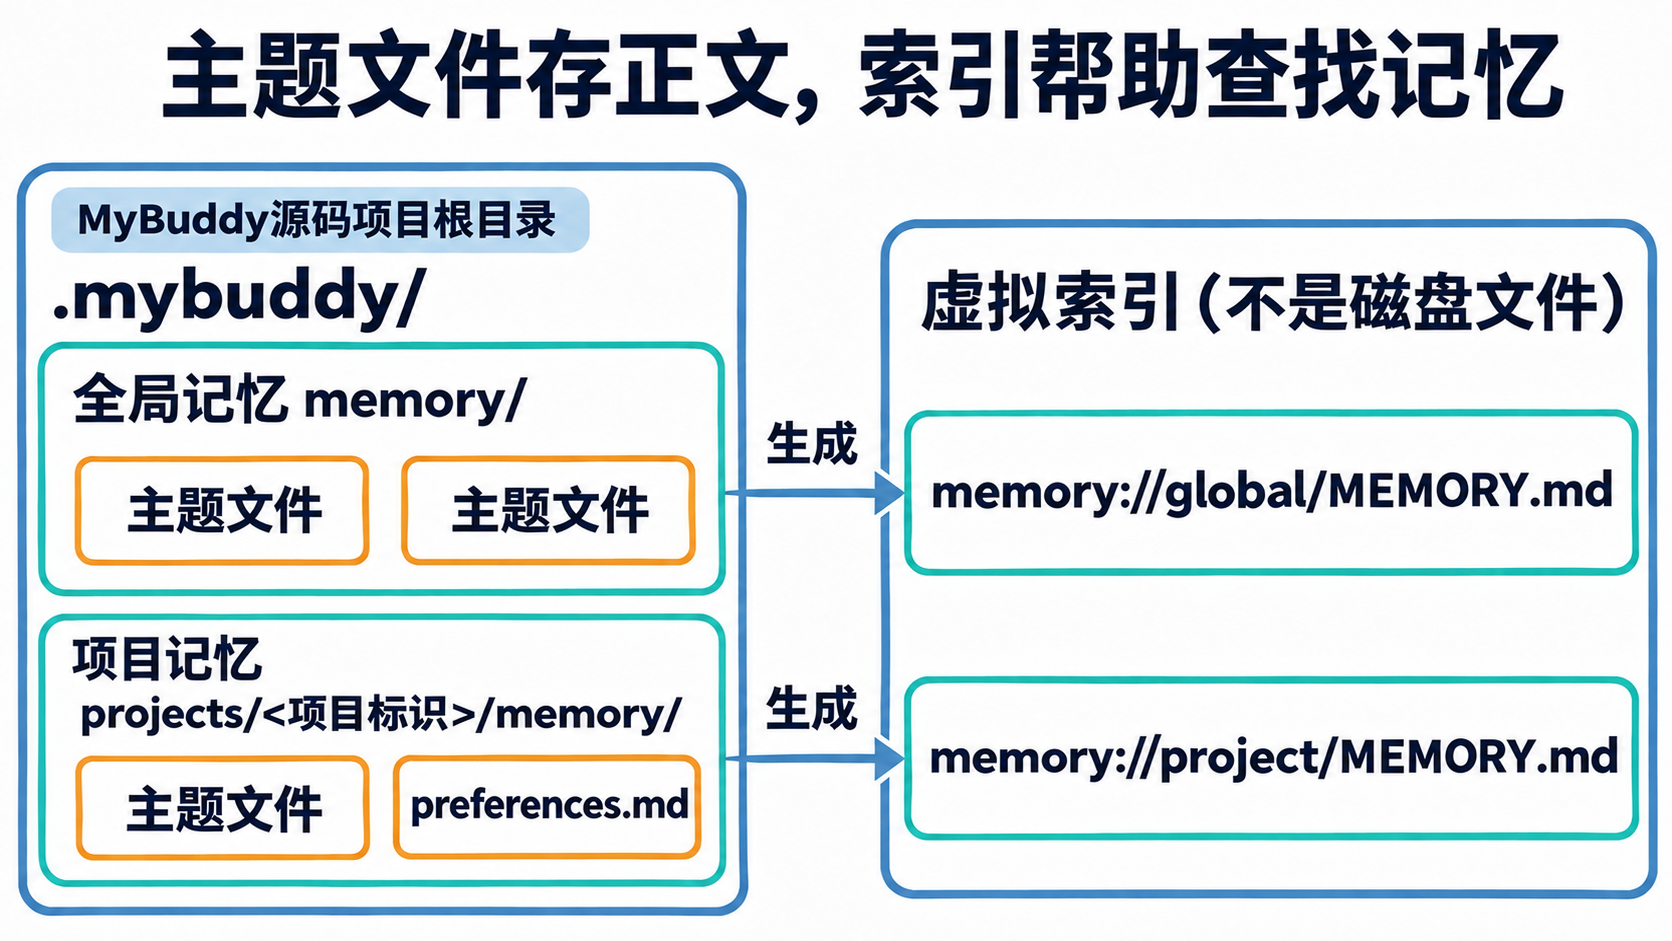 主题文件存正文，索引帮助查找记忆
MyBuddy源码项目根目录
.mybuddy/
全局记忆 memory/
主题文件
主题文件
项目记忆
projects/<项目标识>/memory/
主题文件
preferences.md
生成
生成
虚拟索引（不是磁盘文件）
memory://global/MEMORY.md
memory://project/MEMORY.md